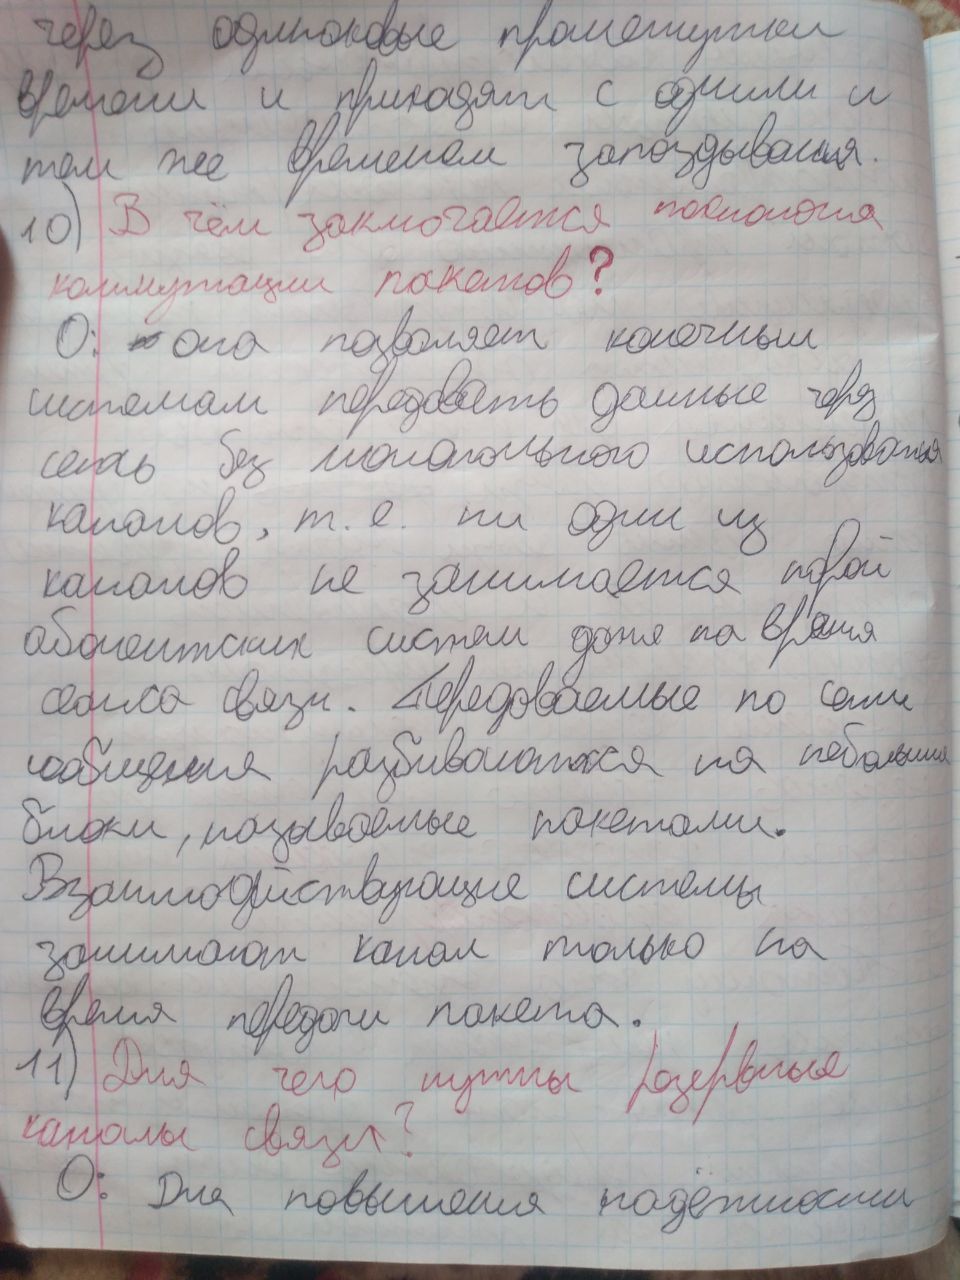 через одинаковые промежутки
времени и приходят с одним и
тем же временем запаздывания.
10) В чём заключается технология
коммутации пакетов?
О: она позволяет конечным
системам передовать данные через
сеть без монопольного использования
каналов, т.е. ни один из
каналов не занимается парой
абонентских систем даже на время
сеанса связи. Передоваемые по сети
сообщения разбиваются на небольшие
блоки, называемые пакетами.
Взаимодействующие системы
занимают канал только на
время передачи пакета.
11) Для чего нужны резервные
каналы связи?
О: Для повышения надёжности